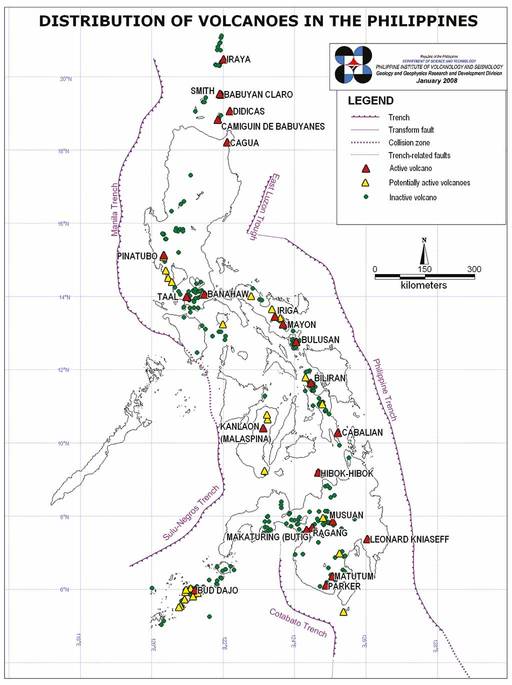 DISTRIBUTION OF VOLCANOES IN THE PHILIPPINES
Republic of the Philippines
DEPARTMENT OF SCIENCE AND TECHNOLOGY
PHILIPPINE INSTITUTE OF VOLCANOLOGY AND SEISMOLOGY
Geology and Geophysics Research and Development Division
January 2008
LEGEND
Trench
Transform fault
Collision zone
Trench-related faults
Active volcano
Potentially active volcanoes
Inactive volcano
N
0 150 300
kilometers
20°N
IRAYA
SMITH
BABUYAN CLARO
DIDICAS
CAMIGUIN DE BABUYANES
CAGUA
18°N
Manila Trench
East Luzon Trough
16°N
PINATUBO
TAAL
14°N
BANAHAW
IRIGA
MAYON
BULUSAN
12°N
BILIRAN
Philippine Trench
KANLAON
(MALASPINA)
10°N
CABALIAN
HIBOK-HIBOK
Sulu-Negros Trench
8°N
MUSUAN
RAGANG
MAKATURING (BUTIG)
LEONARD KNIASEFF
MATUTUM
PARKER
6°N
BUD DAJO
Cotabato Trench